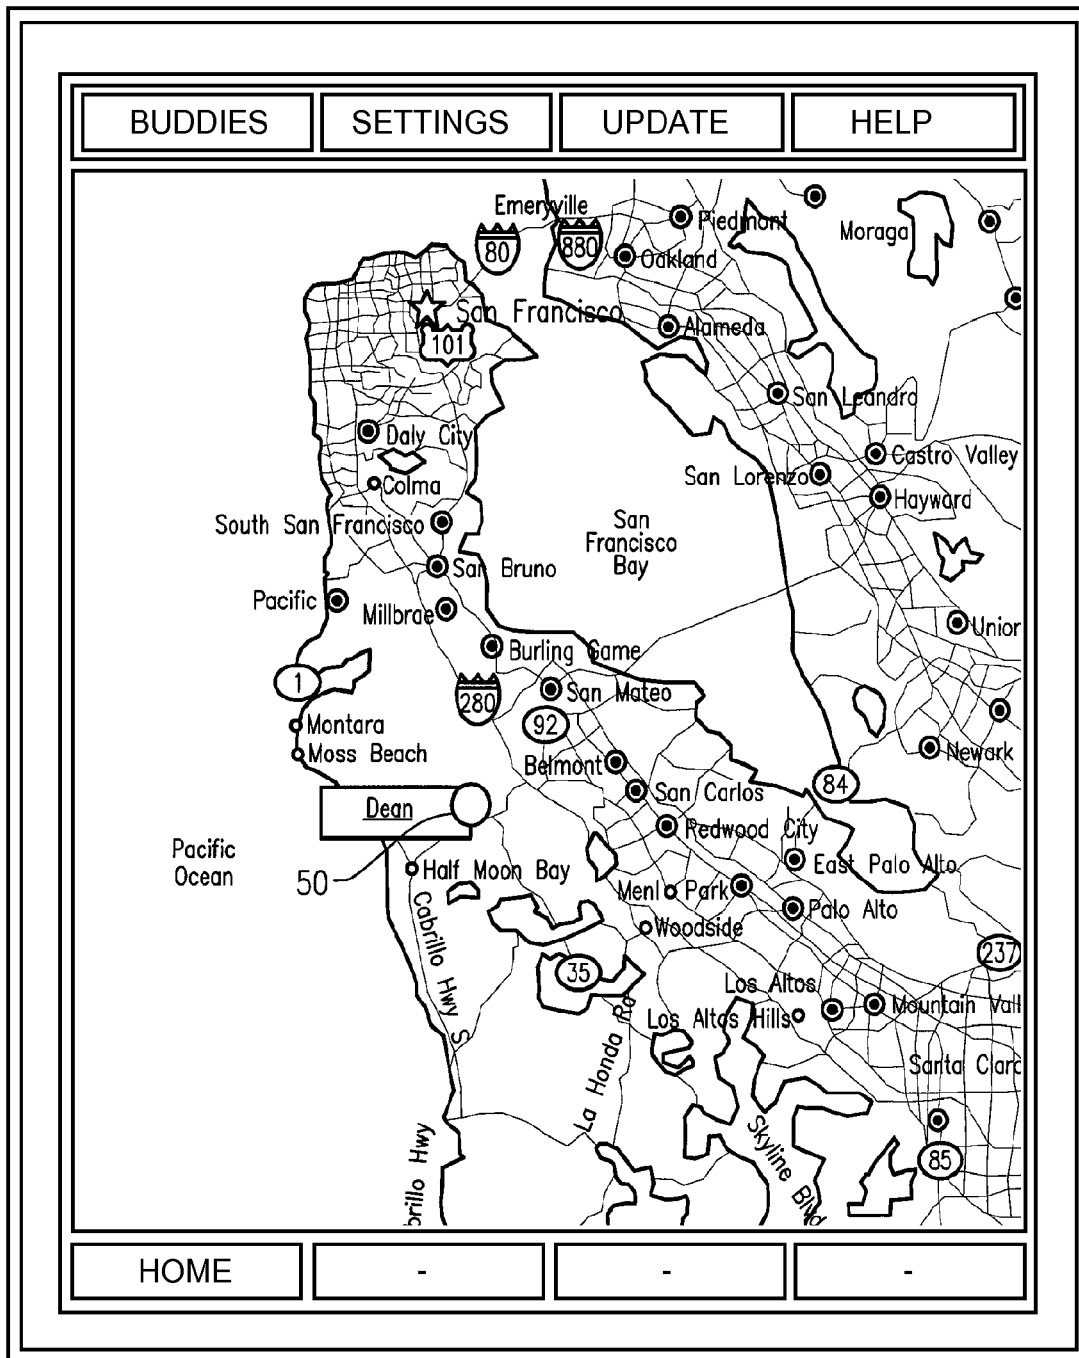 BUDDIES
SETTINGS
UPDATE
HELP
Emeryville
Piedmont
Moraga
80
880
Oakland
San Francisco
Alameda
101
San Leandro
Daly City
Castro Valley
San Lorenzo
Colma
Hayward
South San Francisco
San
Francisco
Bay
San Bruno
Pacific
Millbrae
Union
Burling Game
1
San Mateo
280
92
Montara
Moss Beach
Newark
Belmont
84
San Carlos
Dean
Redwood City
Pacific
Ocean
East Palo Alto
Half Moon Bay
50
Menl Park
Palo Alto
Cabrillo Hwy S
Woodside
237
35
Los Altos
Mountain Vall
Los Altos Hills
La Honda Rd
Santa Clarc
Skyline Blvd
85
brillo Hwy
HOME
-
-
-